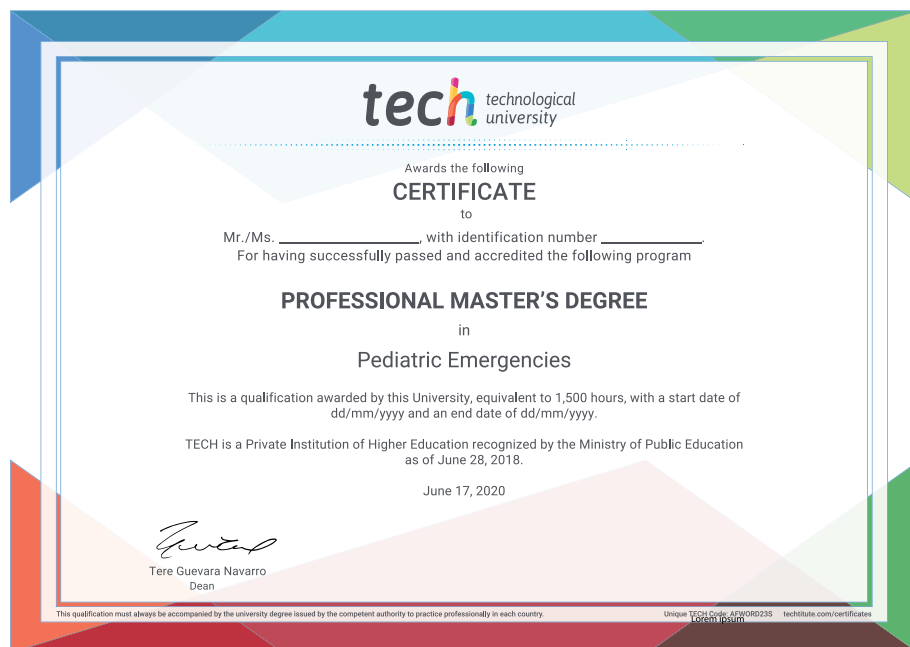 tech technological
university
Awards the following
CERTIFICATE
to
Mr./Ms. ____________, with identification number ____________.
For having successfully passed and accredited the following program
PROFESSIONAL MASTER'S DEGREE
in
Pediatric Emergencies
This is a qualification awarded by this University, equivalent to 1,500 hours, with a start date of
dd/mm/yyyy and an end date of dd/mm/yyyy.
TECH is a Private Institution of Higher Education recognized by the Ministry of Public Education
as of June 28, 2018.
June 17, 2020
Tere Guevara Navarro
Dean
This qualification must always be accompanied by the university degree issued by the competent authority to practice professionally in each country.
Unique TECH Code: AFWORD23S techtitute.com/certificates
Lorem ipsum